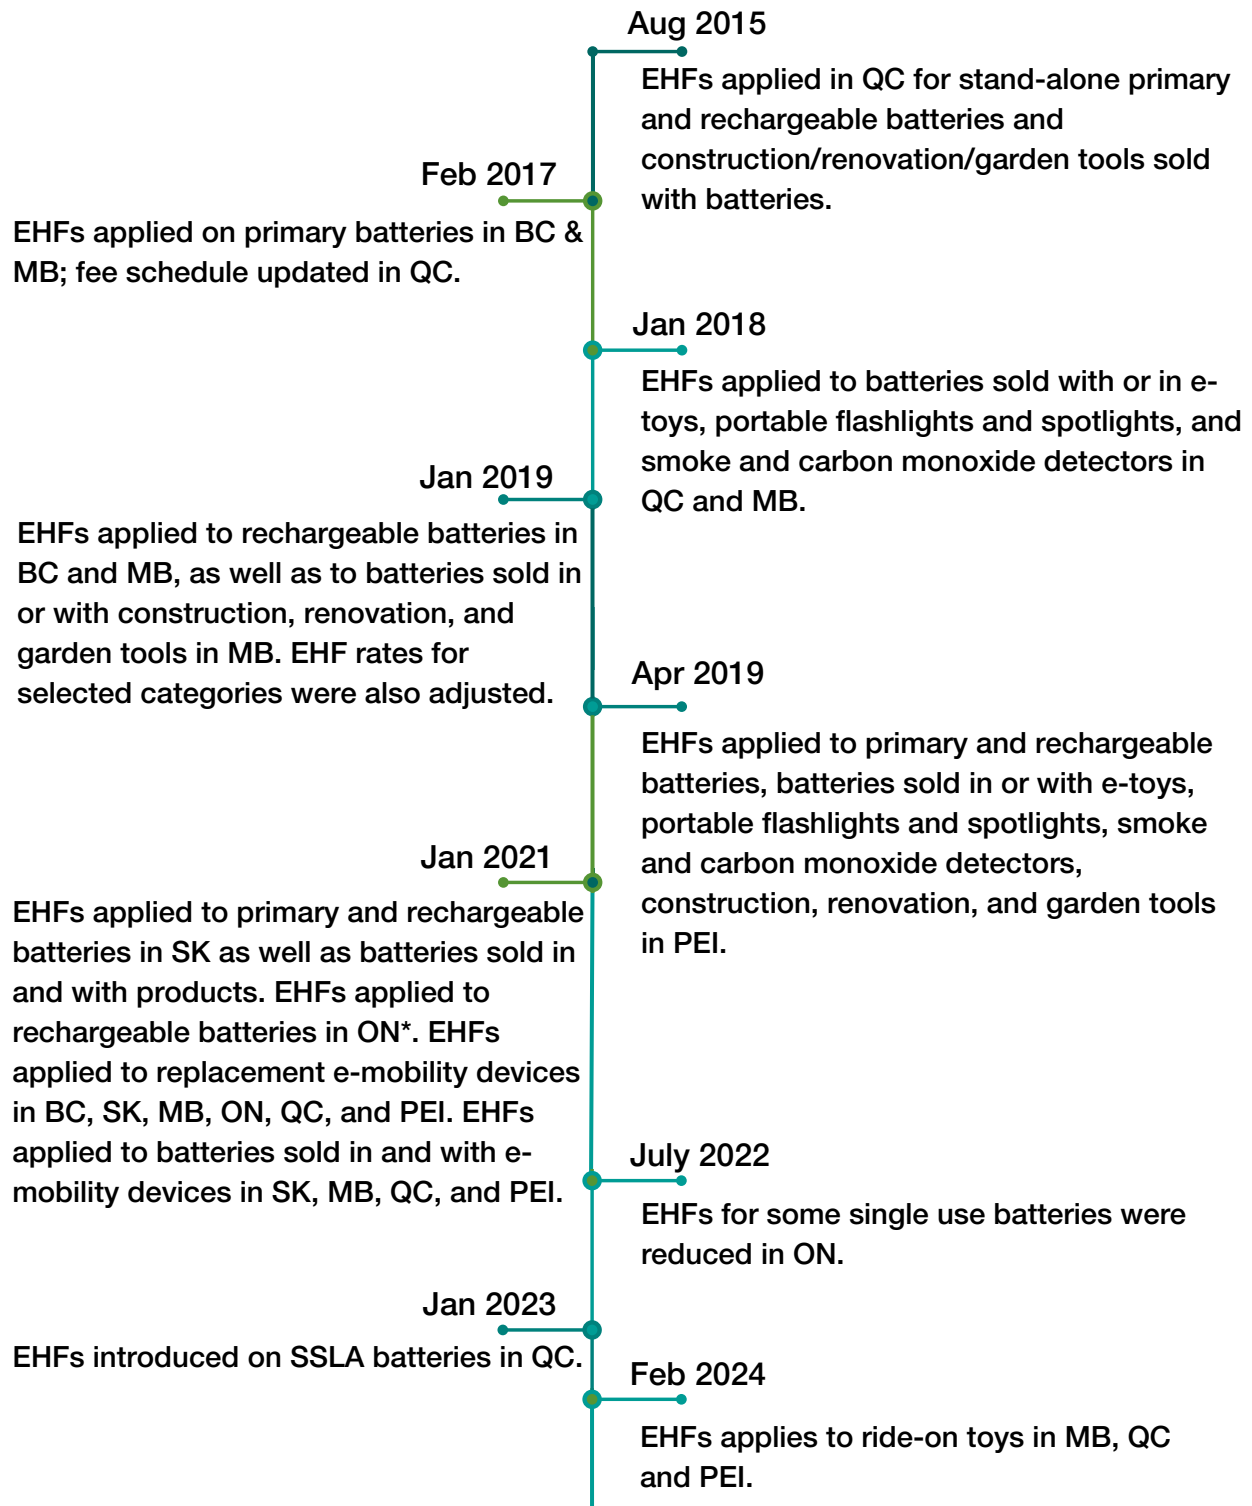 Aug 2015
EHFs applied in QC for stand-alone primary
and rechargeable batteries and
construction/renovation/garden tools sold
with batteries.
Feb 2017
EHFs applied on primary batteries in BC &
MB; fee schedule updated in QC.
Jan 2018
EHFs applied to batteries sold with or in e-
toys, portable flashlights and spotlights, and
smoke and carbon monoxide detectors in
QC and MB.
Jan 2019
EHFs applied to rechargeable batteries in
BC and MB, as well as to batteries sold in
or with construction, renovation, and
garden tools in MB. EHF rates for
selected categories were also adjusted.
Apr 2019
EHFs applied to primary and rechargeable
batteries, batteries sold in or with e-toys,
portable flashlights and spotlights, smoke
and carbon monoxide detectors,
construction, renovation, and garden tools
in PEI.
Jan 2021
EHFs applied to primary and rechargeable
batteries in SK as well as batteries sold in
and with products. EHFs applied to
rechargeable batteries in ON*. EHFs
applied to replacement e-mobility devices
in BC, SK, MB, ON, QC, and PEI. EHFs
applied to batteries sold in and with e-
mobility devices in SK, MB, QC, and PEI.
July 2022
EHFs for some single use batteries were
reduced in ON.
Jan 2023
EHFs introduced on SSLA batteries in QC.
Feb 2024
EHFs applies to ride-on toys in MB, QC
and PEI.